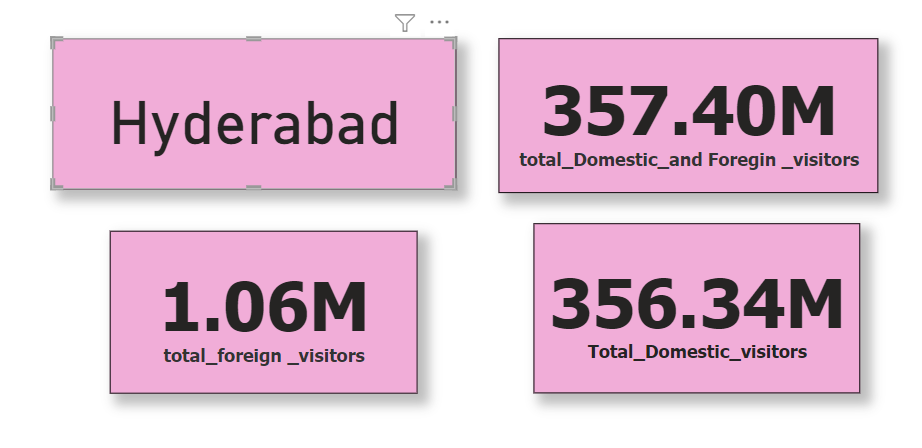 Hyderabad
357.40M
total_Domestic_and Foregin _visitors
1.06M
total_foreign _visitors
356.34M
Total_Domestic_visitors